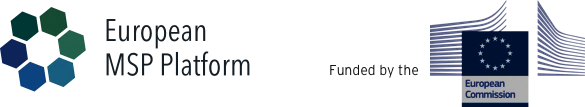 European
MSP Platform
Funded by the
European
Commission